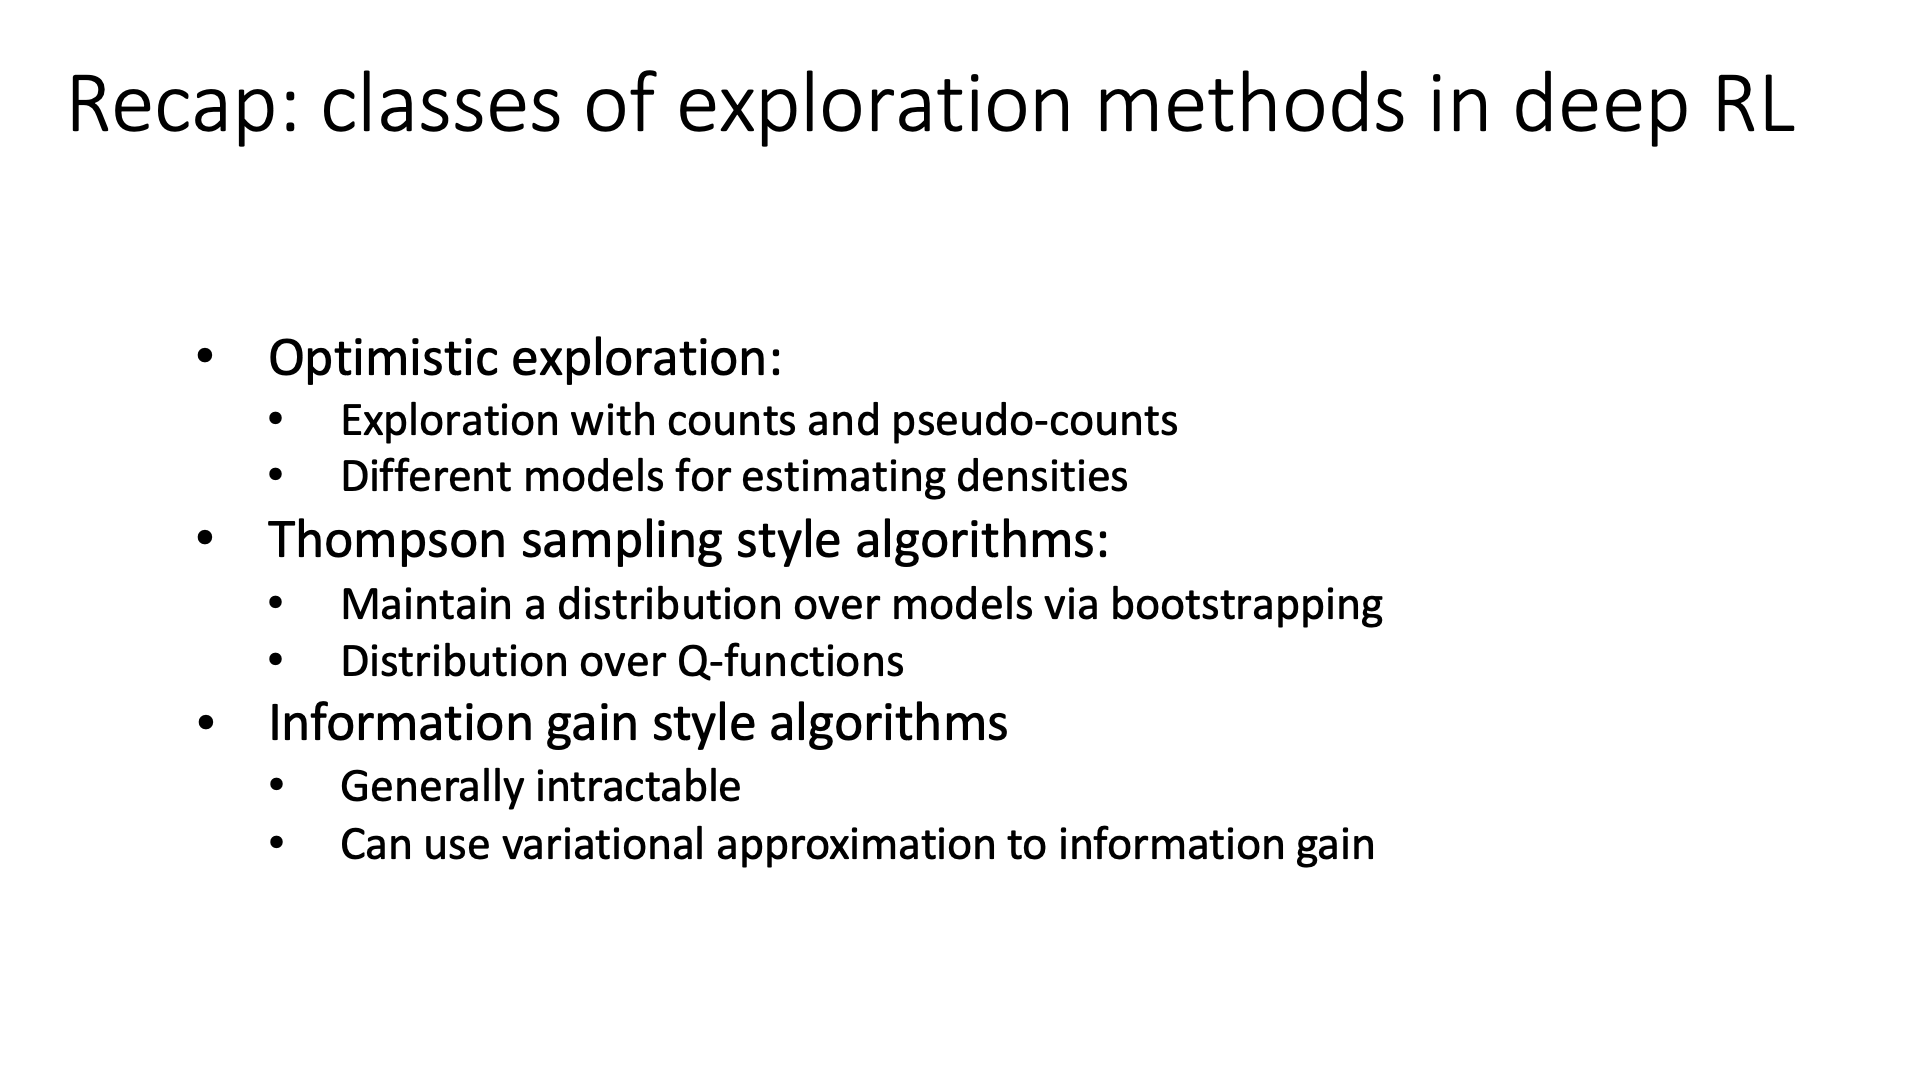 Recap: classes of exploration methods in deep RL
• Optimistic exploration:
• Exploration with counts and pseudo-counts
• Different models for estimating densities
• Thompson sampling style algorithms:
• Maintain a distribution over models via bootstrapping
• Distribution over Q-functions
• Information gain style algorithms
• Generally intractable
• Can use variational approximation to information gain